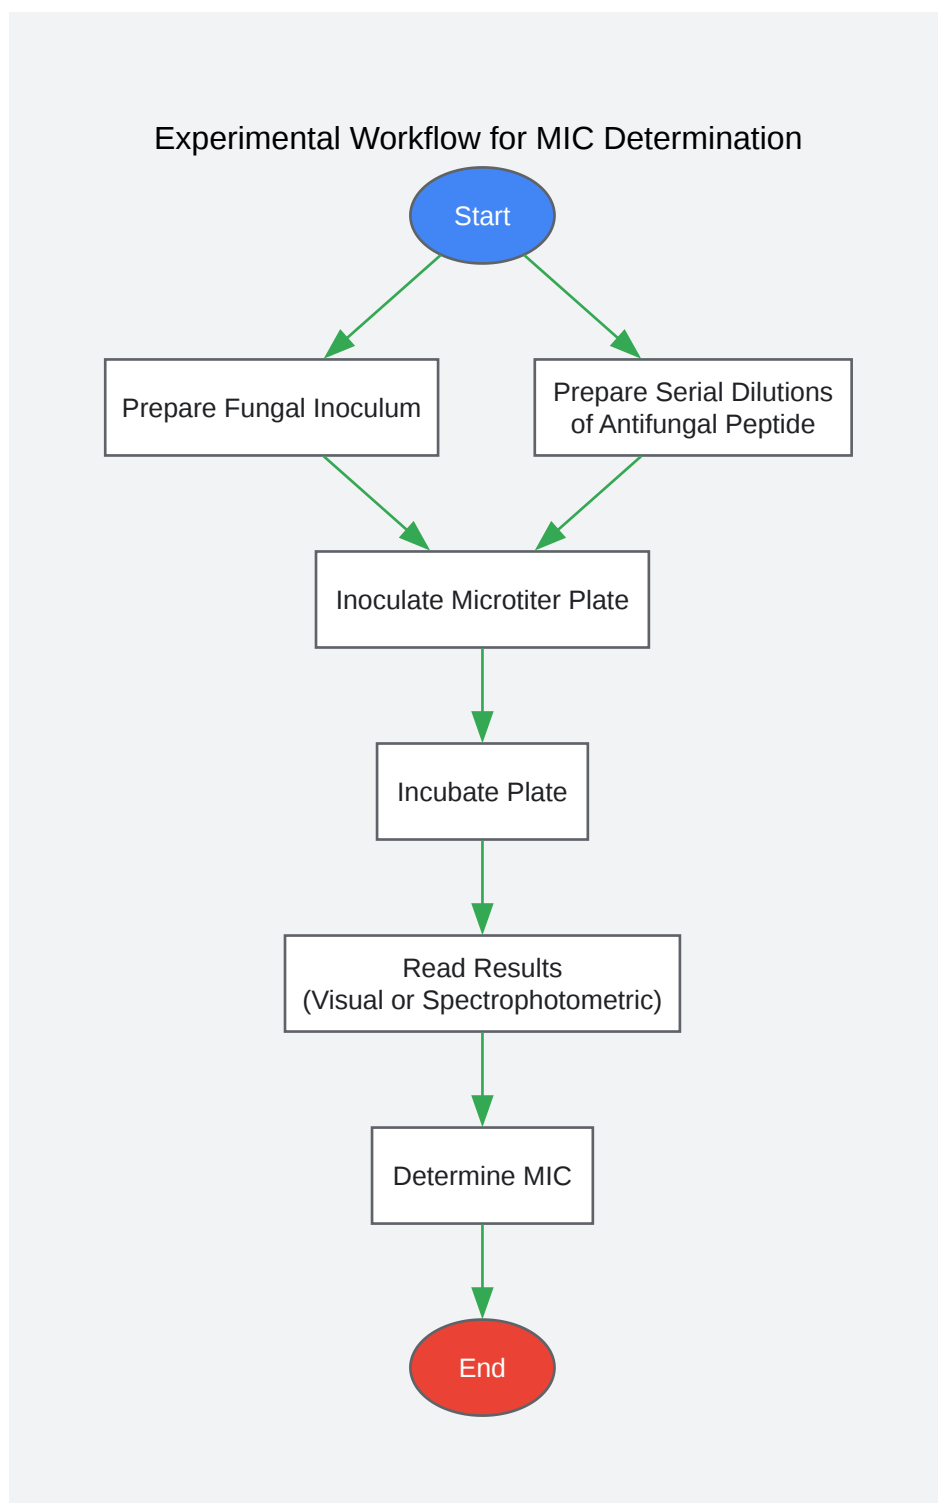 Experimental Workflow for MIC Determination
Start
Prepare Fungal Inoculum
Prepare Serial Dilutions
of Antifungal Peptide
Inoculate Microtiter Plate
Incubate Plate
Read Results
(Visual or Spectrophotometric)
Determine MIC
End